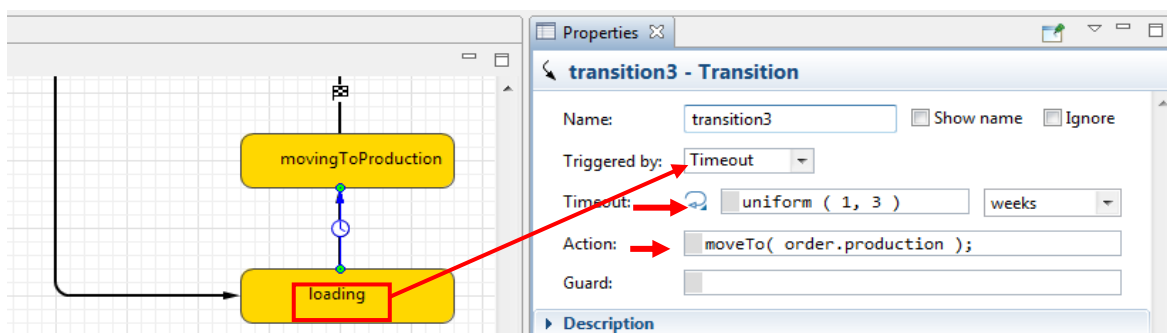 movingToProduction
loading
Properties
transition3 - Transition
Name: transition3 Show name Ignore
Triggered by: Timeout
Timeout: uniform ( 1, 3 ) weeks
Action: moveTo( order.production );
Guard:
Description